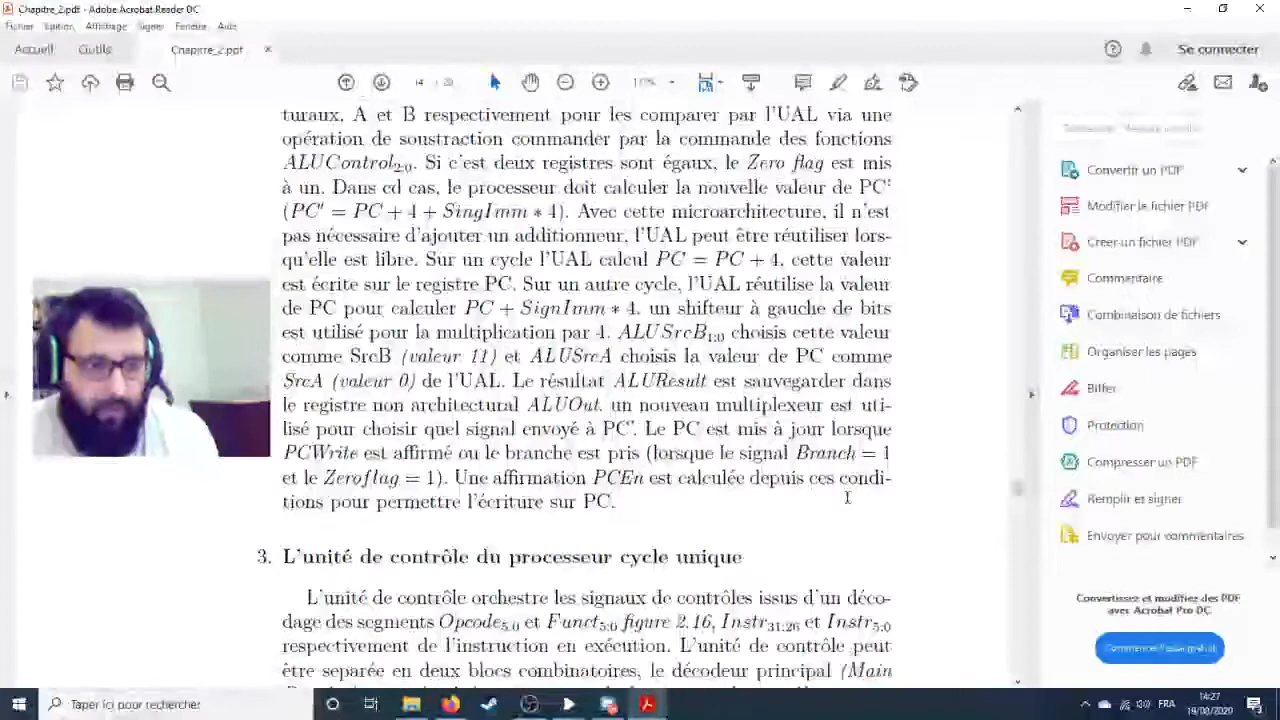 Chapitre_2.pdf - Adobe Acrobat Reader DC
Fichier Edition Affichage Signer Fenêtre Aide
Accueil Outils Chapitre_2.pdf × Se connecter
14
turaux, A et B respectivement pour les comparer par l'UAL via une
opération de soustraction commander par la commande des fonctions
ALUControl2:0. Si c'est deux registres sont égaux, le Zero flag est mis
à un. Dans cd cas, le processeur doit calculer la nouvelle valeur de PC'
(PC' = PC + 4 + SingImm * 4). Avec cette microarchitecture, il n'est
pas nécessaire d'ajouter un additionneur, l'UAL peut être réutiliser lors-
qu'elle est libre. Sur un cycle l'UAL calcul PC = PC + 4, cette valeur
est écrite sur le registre PC. Sur un autre cycle, l'UAL réutilise la valeur
de PC pour calculer PC + SignImm * 4, un shifteur à gauche de bits
est utilisé pour la multiplication par 4. ALUSrcB1:0 choisis cette valeur
comme SrcB (valeur 11) et ALUSrcA choisis la valeur de PC comme
SrcA (valeur 0) de l'UAL. Le résultat ALUResult est sauvegarder dans
le registre non architectural ALUOut. un nouveau multiplexeur est uti-
lisé pour choisir quel signal envoyé à PC'. Le PC est mis à jour lorsque
PCWrite est affirmé ou le branche est pris (lorsque le signal Branch = 1
et le Zeroflag = 1). Une affirmation PCEn est calculée depuis ces condi-
tions pour permettre l'écriture sur PC.
3. L'unité de contrôle du processeur cycle unique
L'unité de contrôle orchestre les signaux de contrôles issus d'un déco-
dage des segments Opcode5:0 et Funct5:0 figure 2.16, Instr31:26 et Instr5:0
respectivement de l'instruction en exécution. L'unité de contrôle peut
être separée en deux blocs combinatoires, le décodeur principal (Main
Convertir un PDF
Modifier le fichier PDF
Créer un fichier PDF
Commentaire
Combinaison de fichiers
Organiser les pages
Biffer
Protection
Compresser un PDF
Remplir et signer
Envoyer pour commentaires
Convertissez et modifiez des PDF
avec Acrobat Pro DC
Taper ici pour rechercher
FRA
14:27
19/08/2020